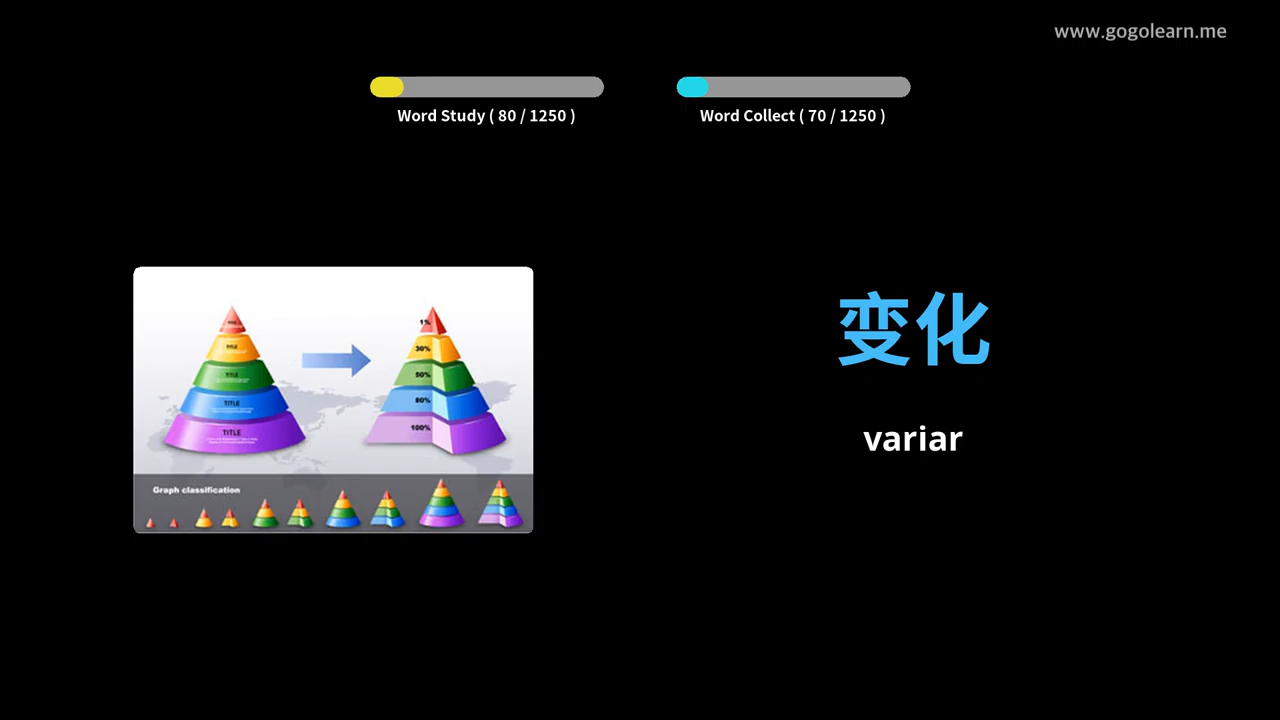 www.gogolearn.me
Word Study ( 80 / 1250 )
Word Collect ( 70 / 1250 )
变化
variar
TITLE
TITLE
TITLE
TITLE
1%
30%
50%
80%
100%
Graph classification